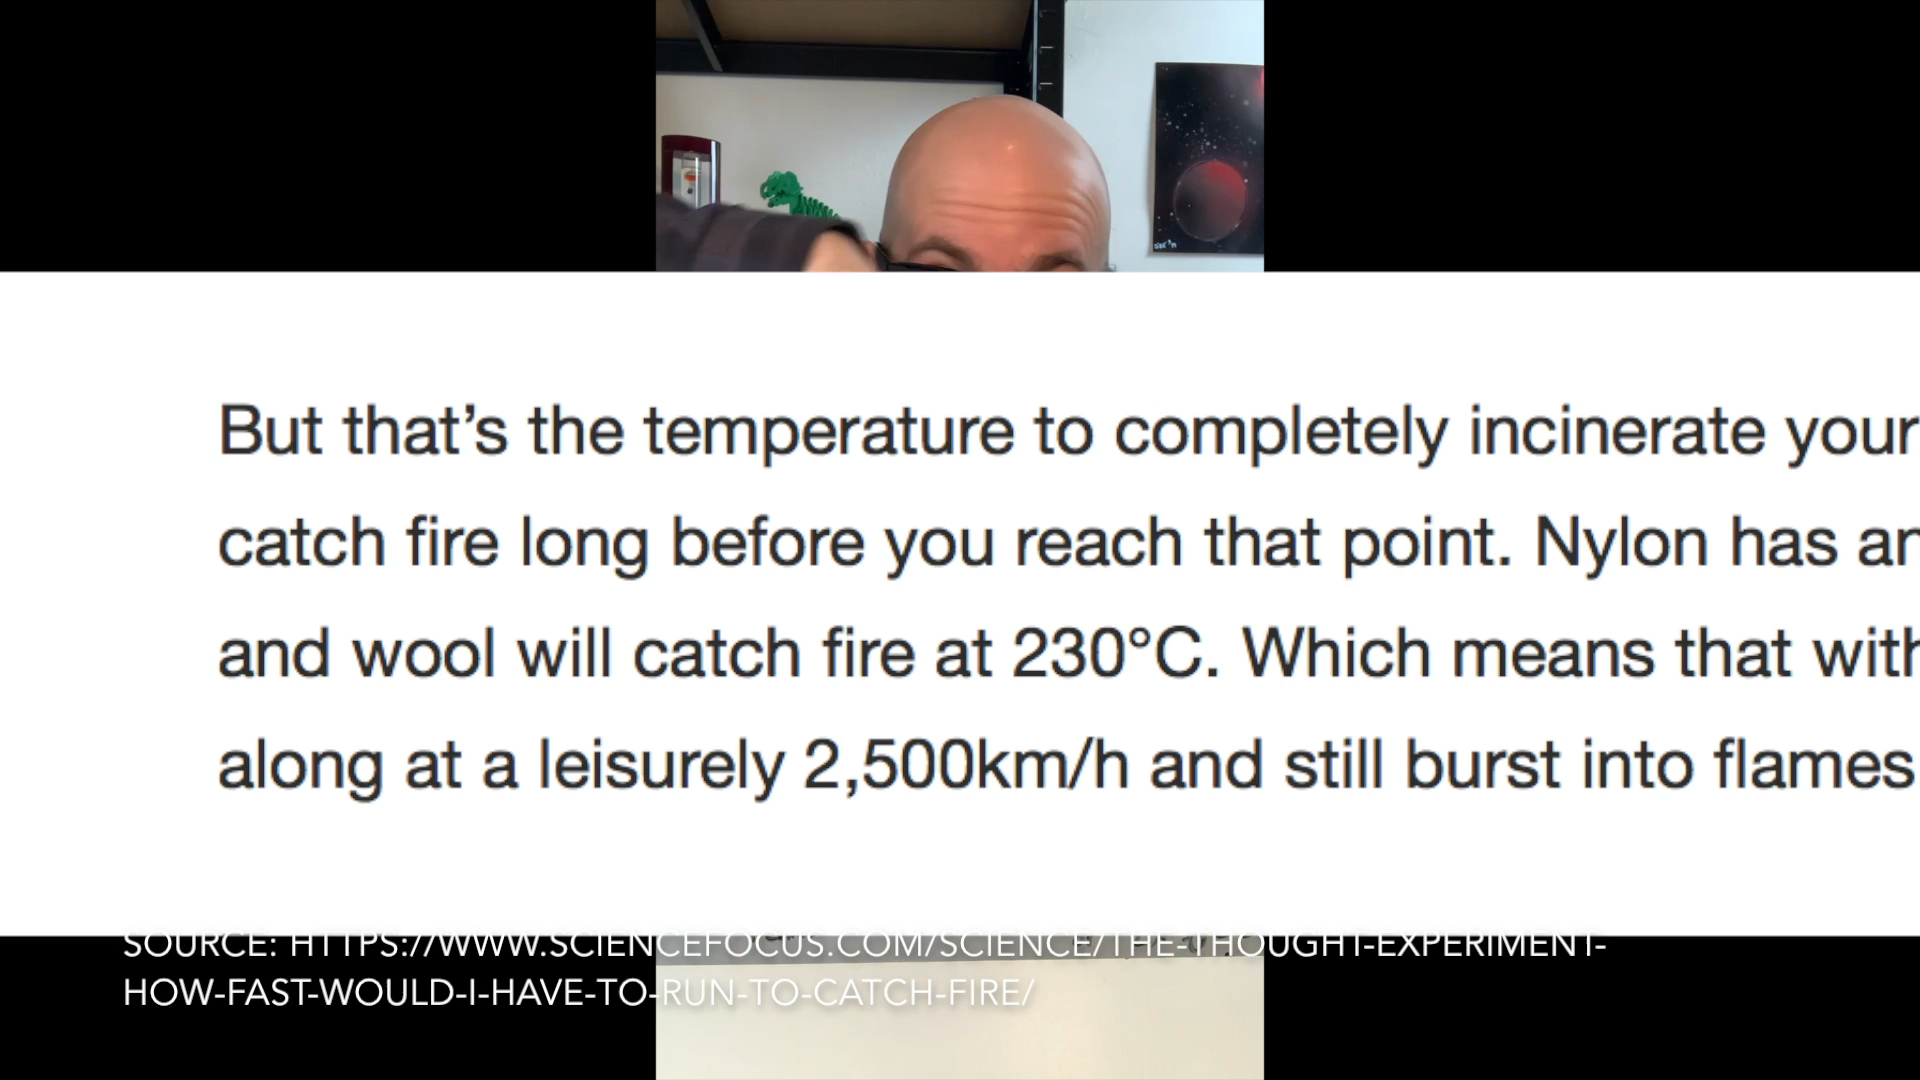 But that’s the temperature to completely incinerate your
catch fire long before you reach that point. Nylon has an
and wool will catch fire at 230°C. Which means that with
along at a leisurely 2,500km/h and still burst into flames
SOURCE: HTTPS://WWW.SCIENCEFOCUS.COM/SCIENCE/THE-THOUGHT-EXPERIMENT-
HOW-FAST-WOULD-I-HAVE-TO-RUN-TO-CATCH-FIRE/